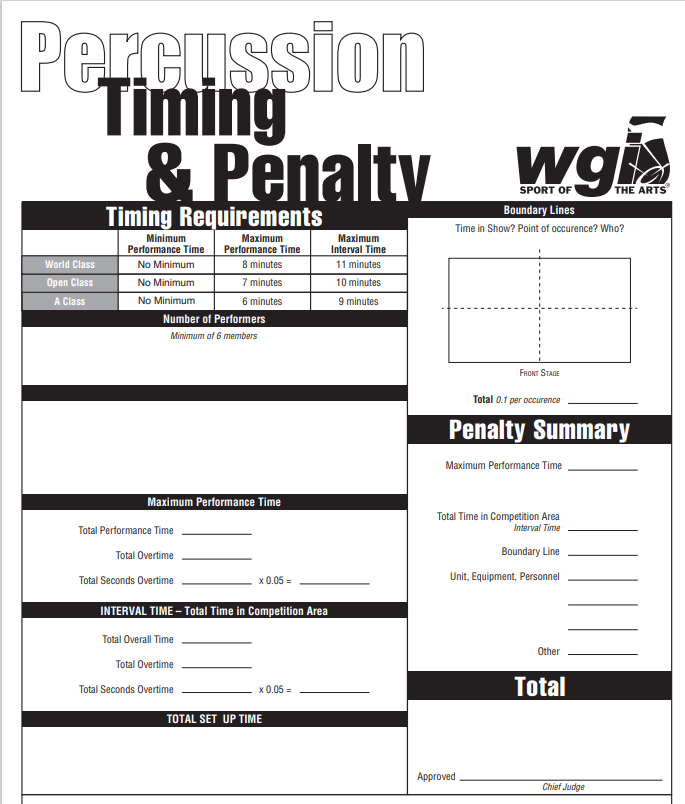 Percussion
Timing
& Penalty
wgi
SPORT OF THE ARTS®
Timing Requirements
Minimum Performance Time
Maximum Performance Time
Maximum Interval Time
World Class No Minimum 8 minutes 11 minutes
Open Class No Minimum 7 minutes 10 minutes
A Class No Minimum 6 minutes 9 minutes
Number of Performers
Minimum of 6 members
Maximum Performance Time
Total Performance Time
Total Overtime
Total Seconds Overtime x 0.05 =
INTERVAL TIME – Total Time in Competition Area
Total Overall Time
Total Overtime
Total Seconds Overtime x 0.05 =
TOTAL SET UP TIME
Boundary Lines
Time in Show? Point of occurence? Who?
FRONT STAGE
Total 0.1 per occurence
Penalty Summary
Maximum Performance Time
Total Time in Competition Area
Interval Time
Boundary Line
Unit, Equipment, Personnel
Other
Total
Approved
Chief Judge